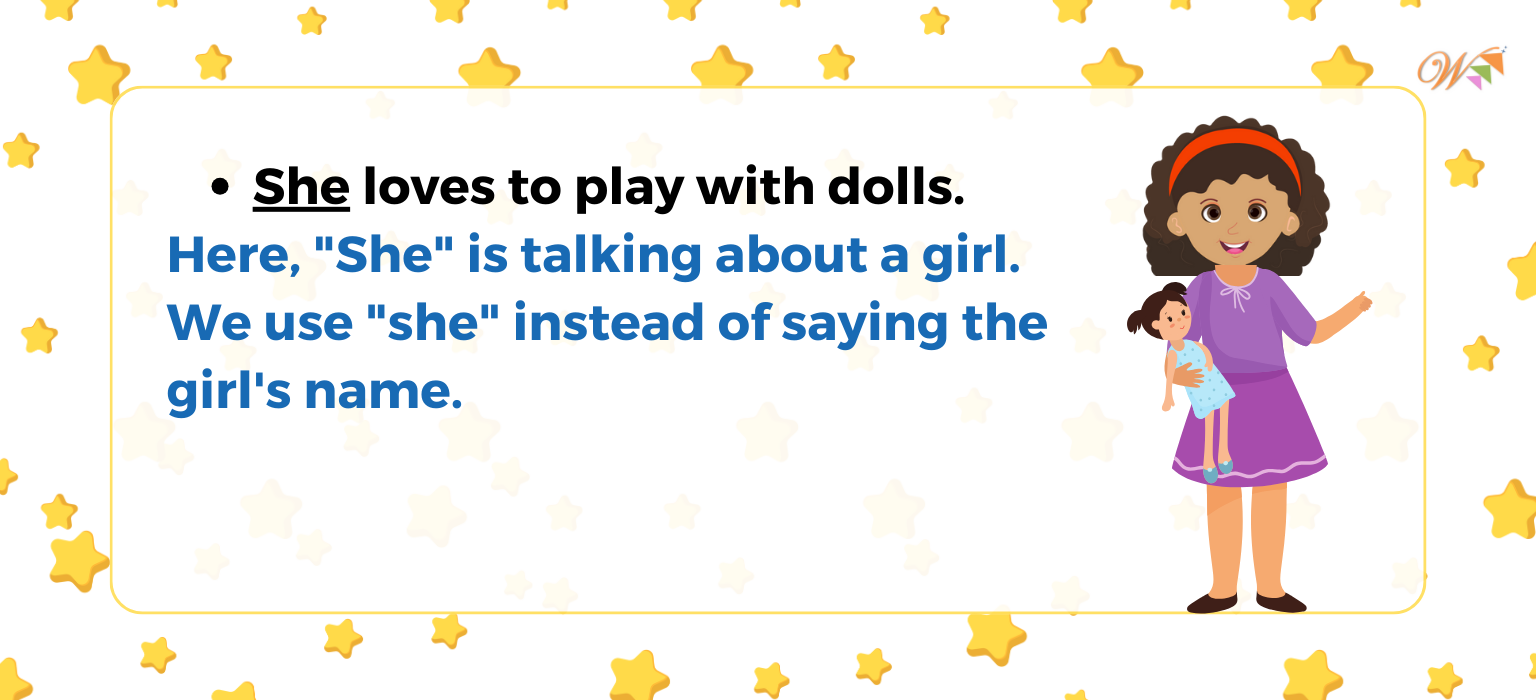 • She loves to play with dolls.
Here, "She" is talking about a girl.
We use "she" instead of saying the
girl's name.
W